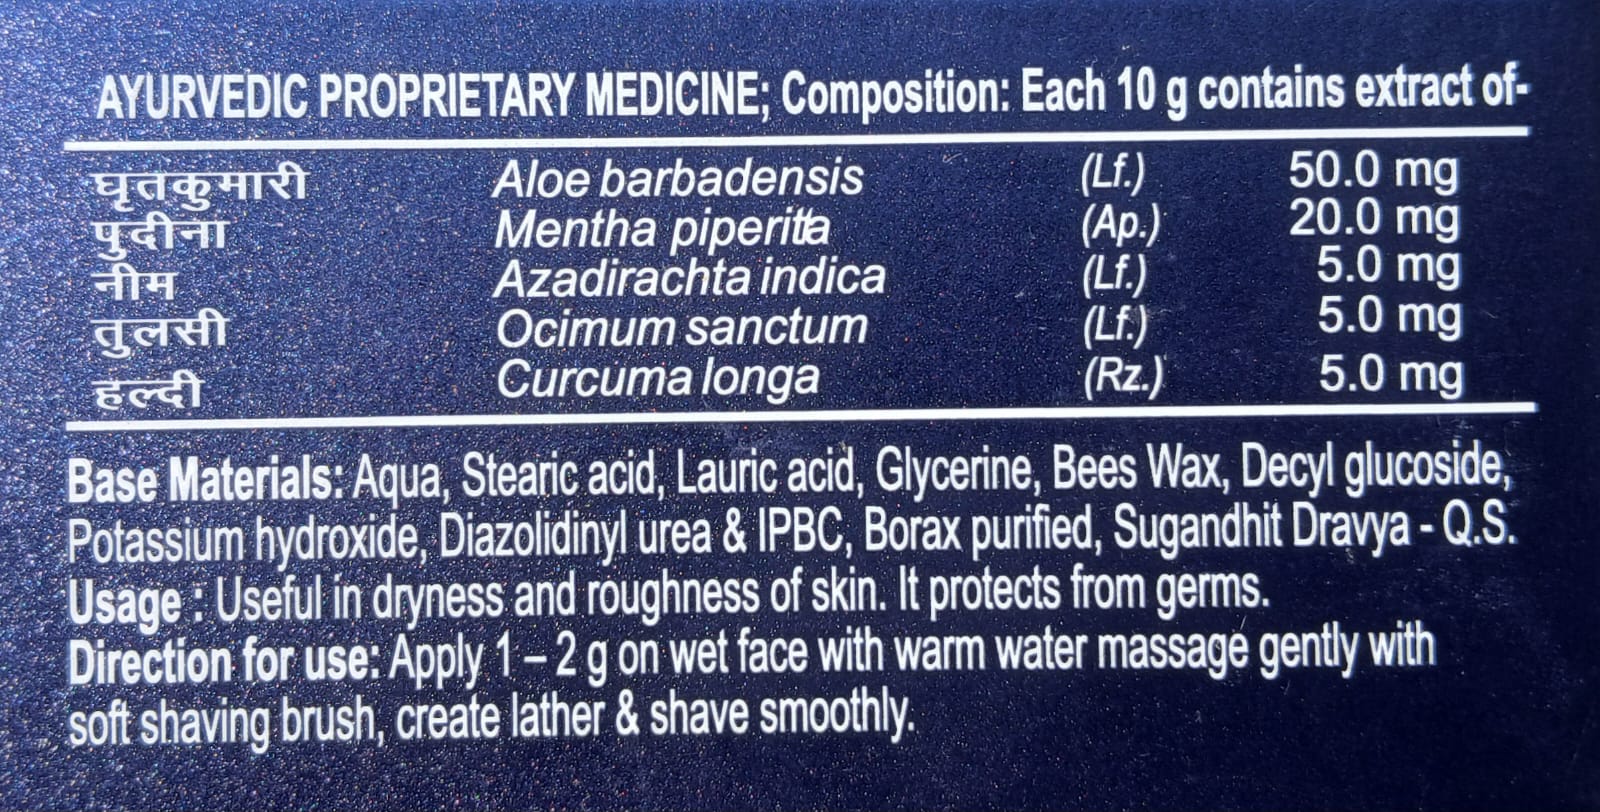 AYURVEDIC PROPRIETARY MEDICINE; Composition: Each 10 g contains extract of-
घृतकुमारी Aloe barbadensis (Lf.) 50.0 mg
पुदीना Mentha piperitta (Ap.) 20.0 mg
नीम Azadirachta indica (Lf.) 5.0 mg
तुलसी Ocimum sanctum (Lf.) 5.0 mg
हल्दी Curcuma longa (Rz.) 5.0 mg
Base Materials: Aqua, Stearic acid, Lauric acid, Glycerine, Bees Wax, Decyl glucoside,
Potassium hydroxide, Diazolidinyl urea & IPBC, Borax purified, Sugandhit Dravya - Q.S.
Usage : Useful in dryness and roughness of skin. It protects from germs.
Direction for use: Apply 1 – 2 g on wet face with warm water massage gently with
soft shaving brush, create lather & shave smoothly.